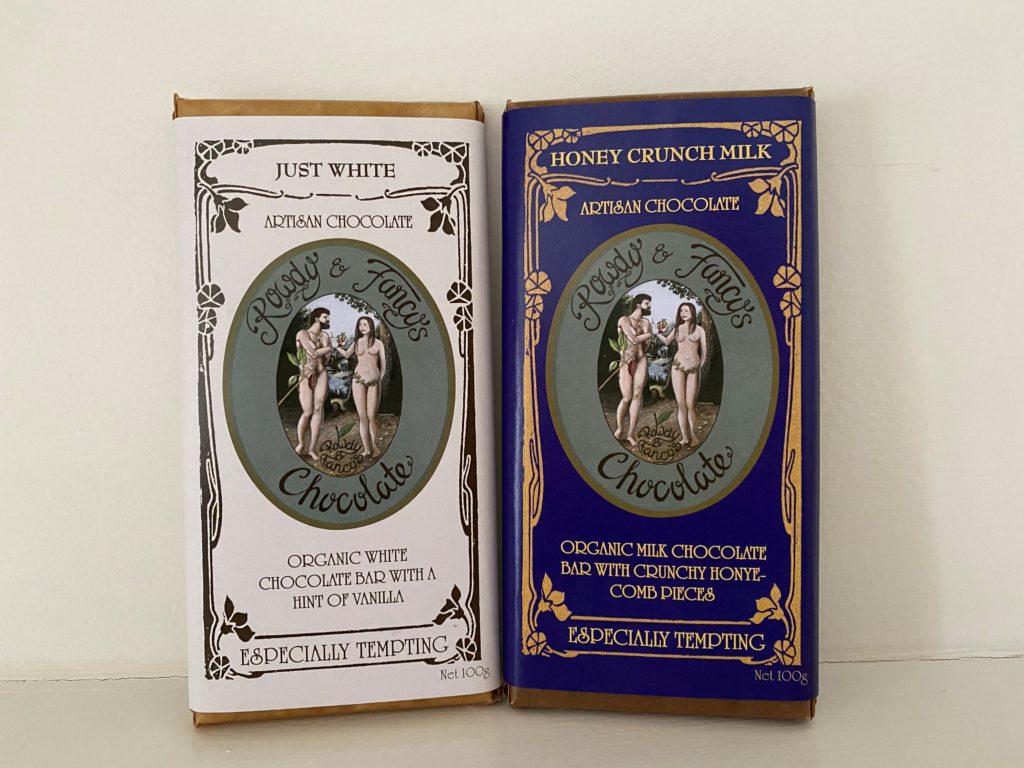 JUST WHITE
ARTISAN CHOCOLATE
Rowdy & Fancy's
Rowdy
&
Fancy's
Chocolate
ORGANIC WHITE
CHOCOLATE BAR WITH A
HINT OF VANILLA
ESPECIALLY TEMPTING
Net 100g
HONEY CRUNCH MILK
ARTISAN CHOCOLATE
Rowdy & Fancy's
Rowdy
&
Fancy's
Chocolate
ORGANIC MILK CHOCOLATE
BAR WITH CRUNCHY HONYE-
COMB PIECES
ESPECIALLY TEMPTING
Net 100g